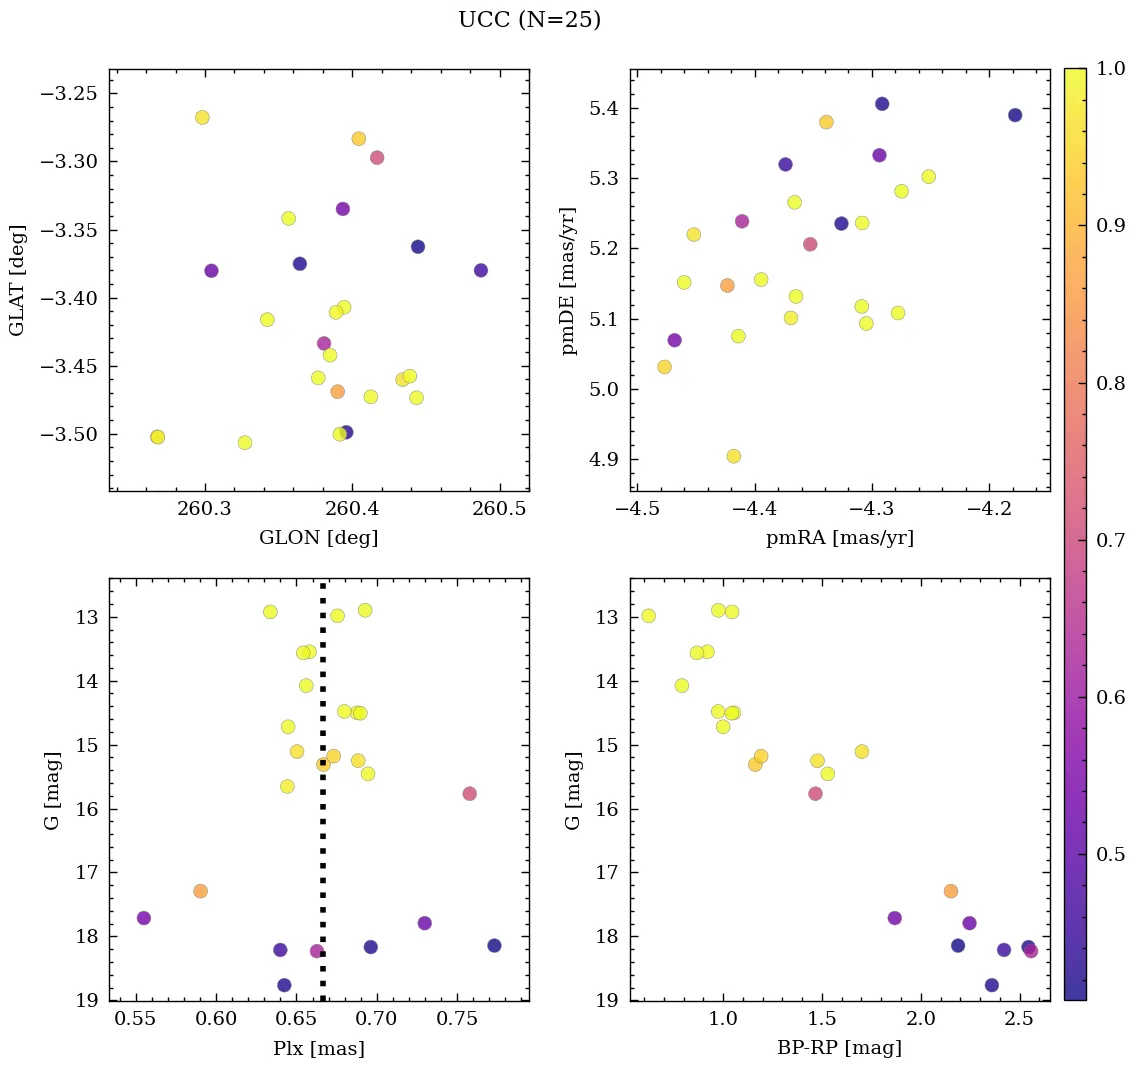 UCC (N=25)
−3.25
−3.30
−3.35
−3.40
−3.45
−3.50
GLAT [deg]
260.3 260.4 260.5
GLON [deg]
5.4
5.3
5.2
5.1
5.0
4.9
pmDE [mas/yr]
−4.5 −4.4 −4.3 −4.2
pmRA [mas/yr]
13
14
15
16
17
18
19
G [mag]
0.55 0.60 0.65 0.70 0.75
Plx [mas]
13
14
15
16
17
18
19
G [mag]
1.0 1.5 2.0 2.5
BP-RP [mag]
1.0
0.9
0.8
0.7
0.6
0.5